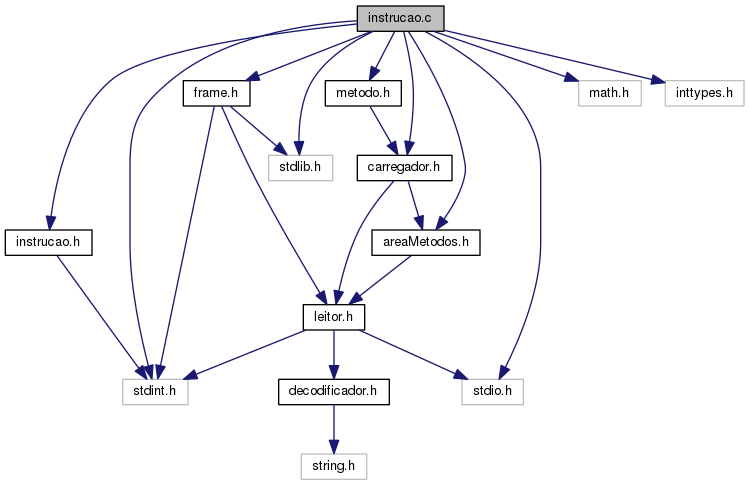 instrucao.c
frame.h
metodo.h
math.h
inttypes.h
stdlib.h
carregador.h
instrucao.h
areaMetodos.h
leitor.h
stdint.h
decodificador.h
stdio.h
string.h